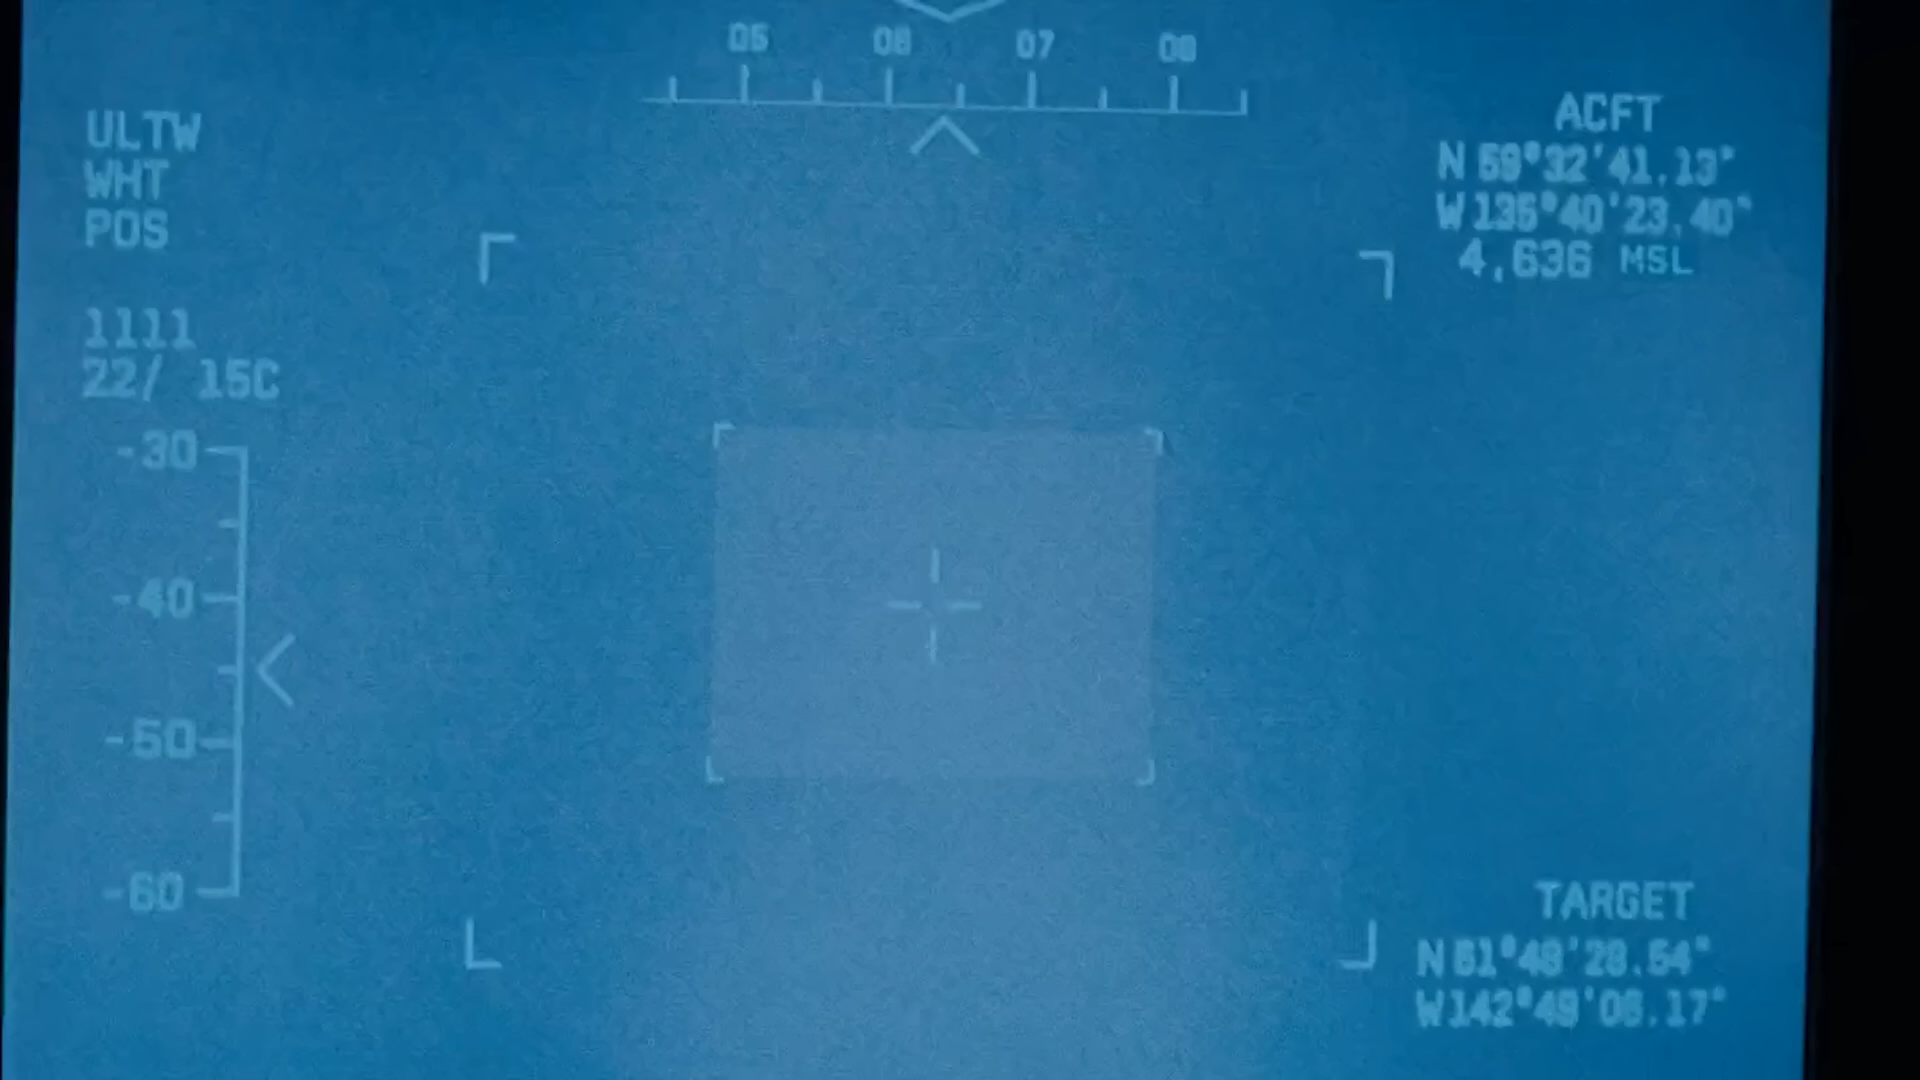 05 06 07 08
ULTW
WHT
POS
1111
22/ 15C
-30
-40
-50
-60
ACFT
N 59°32'41.13"
W 135°40'23.40"
4,636 MSL
TARGET
N 61°48'28.54"
W 142°49'06.17"